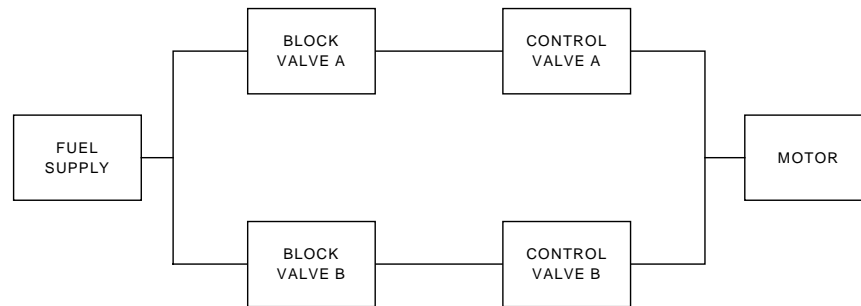 BLOCK
VALVE A
CONTROL
VALVE A
FUEL
SUPPLY
MOTOR
BLOCK
VALVE B
CONTROL
VALVE B